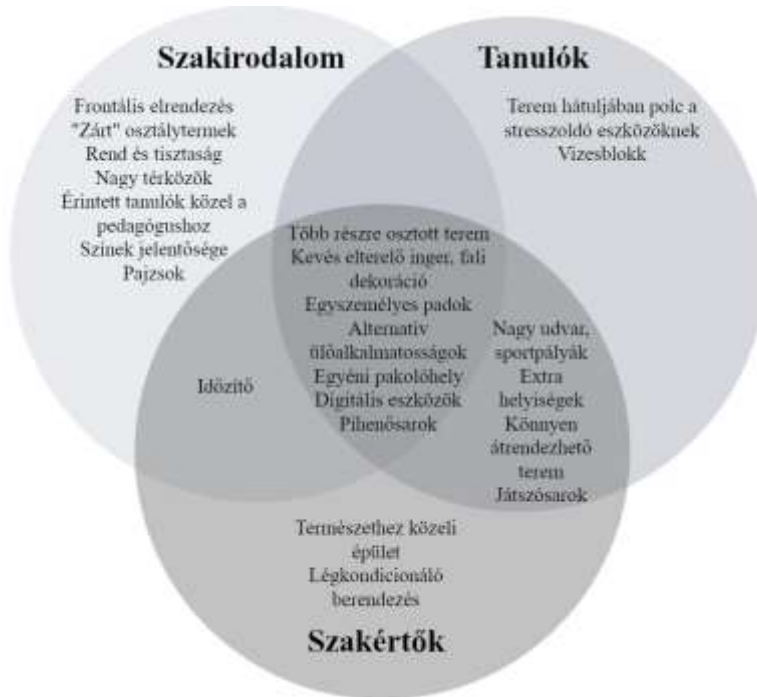 Szakirodalom
Tanulók
Frontális elrendezés
"Zárt" osztálytermek
Rend és tisztaság
Nagy térközök
Érintett tanulók közel a
pedagógushoz
Színek jelentősége
Pajzsok
Terem hátuljában polc a
stresszoldó eszközöknek
Vizesblokk
Több részre osztott terem
Kevés elterelő inger, fali
dekoráció
Egyszemélyes padok
Alternatív
ülőalkalmatosságok
Egyéni pakolóhely
Digitális eszközök
Pihenősarok
Időzítő
Nagy udvar,
sportpályák
Extra
helyiségek
Könnyen
átrendezhető
terem
Játszósarok
Természethez közeli
épület
Légkondicionáló
berendezés
Szakértők